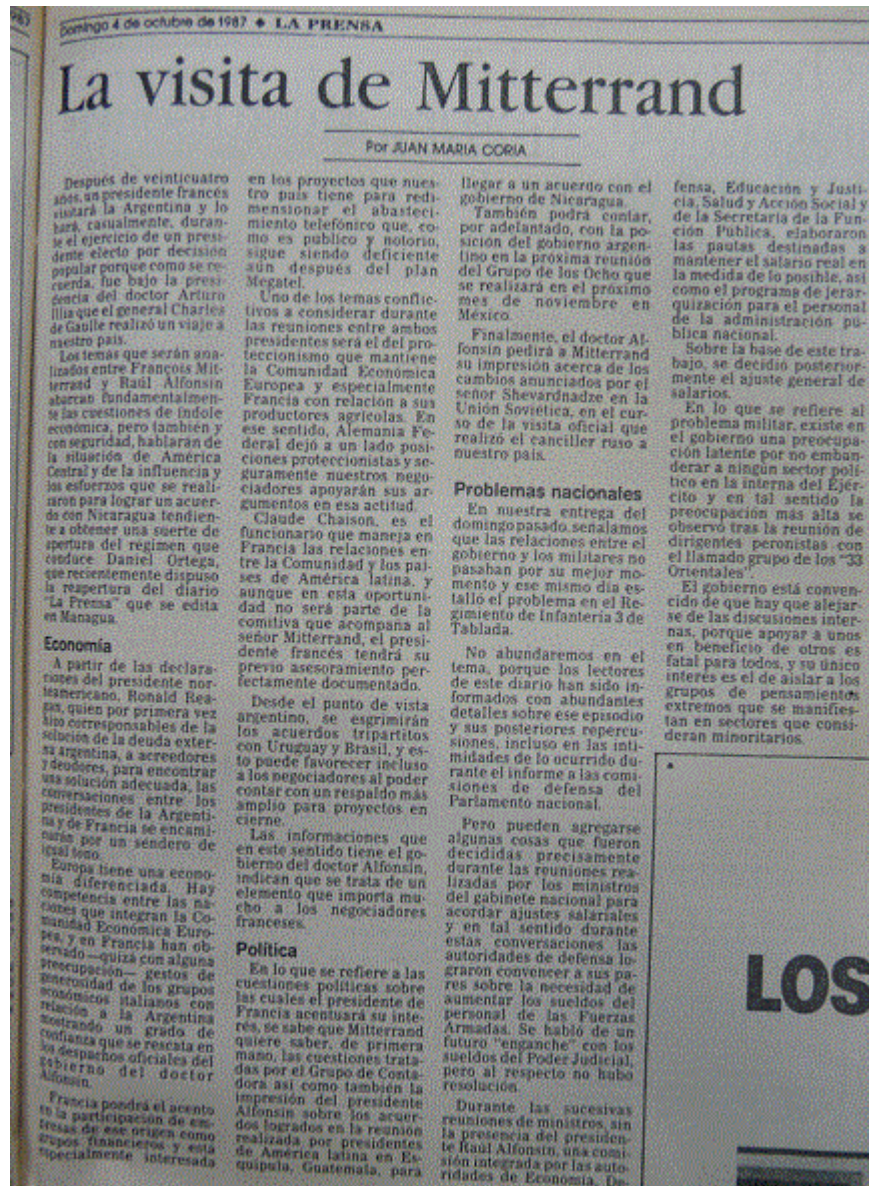 Domingo 4 de octubre de 1987 ◆ LA PRENSA
La visita de Mitterrand
Por JUAN MARIA CORIA
Después de veinticuatro
años, un presidente francés
visitará la Argentina y lo
hará, casualmente, duran-
te el ejercicio de un presi-
dente electo por decisión
popular porque como se re-
cuerda, fue bajo la presi-
dencia del doctor Arturo
Illia que el general Charles
de Gaulle realizó un viaje a
nuestro país.
Los temas que serán ana-
lizados entre François Mit-
terrand y Raúl Alfonsín
abarcan fundamentalmen-
te las cuestiones de índole
económica, pero también y
con seguridad, hablarán de
la situación de América
Central y de la influencia y
los esfuerzos que se reali-
zaron para lograr un acuer-
do con Nicaragua tendien-
te a obtener una suerte de
apertura del regimen que
conduce Daniel Ortega,
que recientemente dispuso
la reapertura del diario
"La Prensa" que se edita
en Managua.
Economía
A partir de las declara-
ciones del presidente nor-
teamericano, Ronald Rea-
gan, quien por primera vez
hizo corresponsables de la
solución de la deuda exter-
na argentina, a acreedores
y deudores, para encontrar
una solución adecuada, las
conversaciones entre los
presidentes de la Argenti-
na y de Francia se encami-
narán por un sendero de
igual tono.
Europa tiene una econo-
mía diferenciada. Hay
competencia entre las na-
ciones que integran la Co-
munidad Económica Euro-
pea, y en Francia han ob-
servado —quizá con alguna
preocupación— gestos de
generosidad de los grupos
económicos italianos con
relación a la Argentina
mostrando un grado de
confianza que se rescata en
los despachos oficiales del
gobierno del doctor
Alfonsín.
Francia pondrá el acento
en la participación de em-
presas de ese origen como
grupos financieros y está
especialmente interesada
en los proyectos que nues-
tro país tiene para redi-
mensionar el abasteci-
miento telefónico que, co-
mo es público y notorio,
sigue siendo deficiente
aún después del plan
Megatel.
Uno de los temas conflic-
tivos a considerar durante
las reuniones entre ambos
presidentes será el del pro-
teccionismo que mantiene
la Comunidad Económica
Europea y especialmente
Francia con relación a sus
productores agrícolas. En
ese sentido, Alemania Fe-
deral dejó a un lado posi-
ciones proteccionistas y se-
guramente nuestros nego-
ciadores apoyarán sus ar-
gumentos en esa actitud.
Claude Chaison, es el
funcionario que maneja en
Francia las relaciones en-
tre la Comunidad y los paí-
ses de América latina, y
aunque en esta oportuni-
dad no será parte de la
comitiva que acompaña al
señor Mitterrand, el presi-
dente francés tendrá su
previo asesoramiento per-
fectamente documentado.
Desde el punto de vista
argentino, se esgrimirán
los acuerdos tripartitos
con Uruguay y Brasil, y es-
to puede favorecer incluso
a los negociadores al poder
contar con un respaldo más
amplio para proyectos en
cierne.
Las informaciones que
en este sentido tiene el go-
bierno del doctor Alfonsín,
indican que se trata de un
elemento que importa mu-
cho a los negociadores
franceses.
Política
En lo que se refiere a las
cuestiones políticas sobre
las cuales el presidente de
Francia acentuará su inte-
rés, se sabe que Mitterrand
quiere saber, de primera
mano, las cuestiones trata-
das por el Grupo de Conta-
dora así como también la
impresión del presidente
Alfonsín sobre los acuer-
dos logrados en la reunión
realizada por presidentes
de América latina en Es-
quipula, Guatemala, para
llegar a un acuerdo con el
gobierno de Nicaragua.
También podrá contar,
por adelantado, con la po-
sición del gobierno argen-
tino en la próxima reunión
del Grupo de los Ocho que
se realizará en el próximo
mes de noviembre en
México.
Finalmente, el doctor Al-
fonsín pedirá a Mitterrand
su impresión acerca de los
cambios anunciados por el
señor Shevardnadze en la
Unión Soviética, en el cur-
so de la visita oficial que
realizó el canciller ruso a
nuestro país.
Problemas nacionales
En nuestra entrega del
domingo pasado, señalamos
que las relaciones entre el
gobierno y los militares no
pasaban por su mejor mo-
mento y ese mismo día es-
talló el problema en el Re-
gimiento de Infantería 3 de
Tablada.
No abundaremos en el
tema, porque los lectores
de este diario han sido in-
formados con abundantes
detalles sobre ese episodio
y sus posteriores repercu-
siones, incluso en las inti-
midades de lo ocurrido du-
rante el informe a las comi-
siones de defensa del
Parlamento nacional.
Pero pueden agregarse
algunas cosas que fueron
decididas precisamente
durante las reuniones rea-
lizadas por los ministros
del gabinete nacional para
acordar ajustes salariales
y en tal sentido durante
estas conversaciones las
autoridades de defensa lo-
graron convencer a sus pa-
res sobre la necesidad de
aumentar los sueldos del
personal de las Fuerzas
Armadas. Se habló de un
futuro "enganche" con los
sueldos del Poder Judicial,
pero al respecto no hubo
resolución.
Durante las sucesivas
reuniones de ministros, sin
la presencia del presiden-
te Raúl Alfonsín, una comi-
sión integrada por las auto-
ridades de Economía, De-
fensa, Educación y Justi-
cia, Salud y Acción Social y
de la Secretaría de la Fun-
ción Pública, elaboraron
las pautas destinadas a
mantener el salario real en
la medida de lo posible, así
como el programa de jerar-
quización para el personal
de la administración pú-
blica nacional.
Sobre la base de este tra-
bajo, se decidió posterior-
mente el ajuste general de
salarios.
En lo que se refiere al
problema militar, existe en
el gobierno una preocupa-
ción latente por no emban-
derar a ningún sector polí-
tico en la interna del Ejér-
cito y en tal sentido la
preocupación más alta se
observó tras la reunión de
dirigentes peronistas con
el llamado grupo de los "33
Orientales".
El gobierno está conven-
cido de que hay que alejar-
se de las discusiones inter-
nas, porque apoyar a unos
en beneficio de otros es
fatal para todos, y su único
interés es el de aislar a los
grupos de pensamientos
extremos que se manifies-
tan en sectores que consi-
deran minoritarios.
LOS